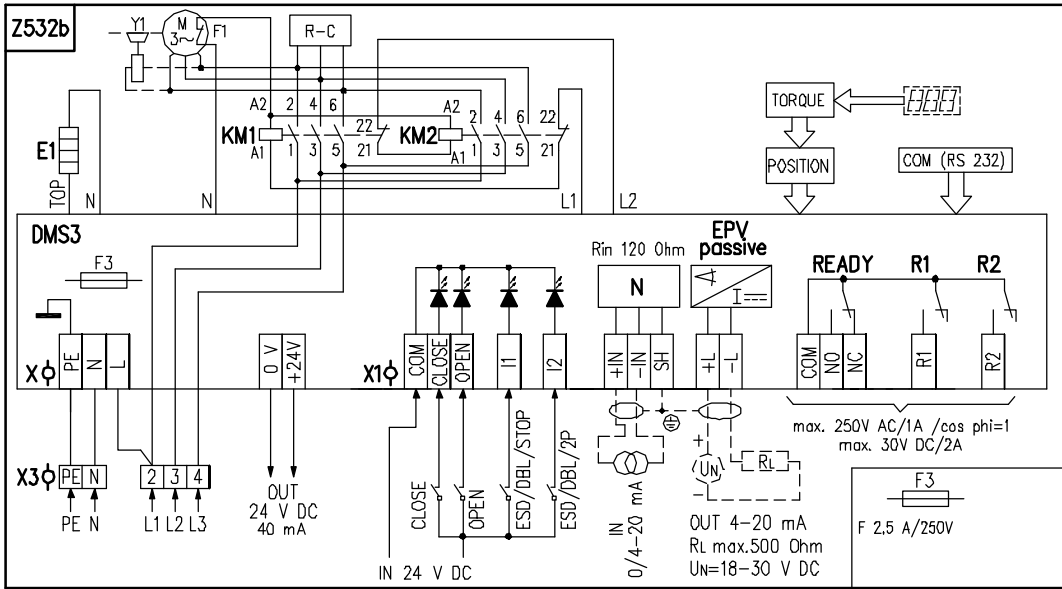 Z532b
Y1
M
3~
F1
R-C
A2 2 4 6
KM1
22
A1 1 3 5 21
A2 2 4 6
KM2
22
A1 1 3 5 21
TORQUE
POSITION
COM (RS 232)
E1
TOP
N
N
L1
L2
DMS3
F3
EPV
passive
Rin 120 Ohm
N
I
READY R1 R2
X
PE
N
L
0 V
+24V
X1
COM
CLOSE
OPEN
I1
I2
+IN
-IN
SH
+L
-L
COM
NO
NC
R1
R2
max. 250V AC/1A /cos phi=1
max. 30V DC/2A
X3
PE N 2 3 4
PE N L1 L2 L3
OUT
24 V DC
40 mA
CLOSE
OPEN
ESD/DBL/STOP
ESD/DBL/2P
IN 24 V DC
IN
0/4-20 mA
+
UN
-
RL
OUT 4-20 mA
RL max.500 Ohm
UN=18-30 V DC
F3
F 2,5 A/250V